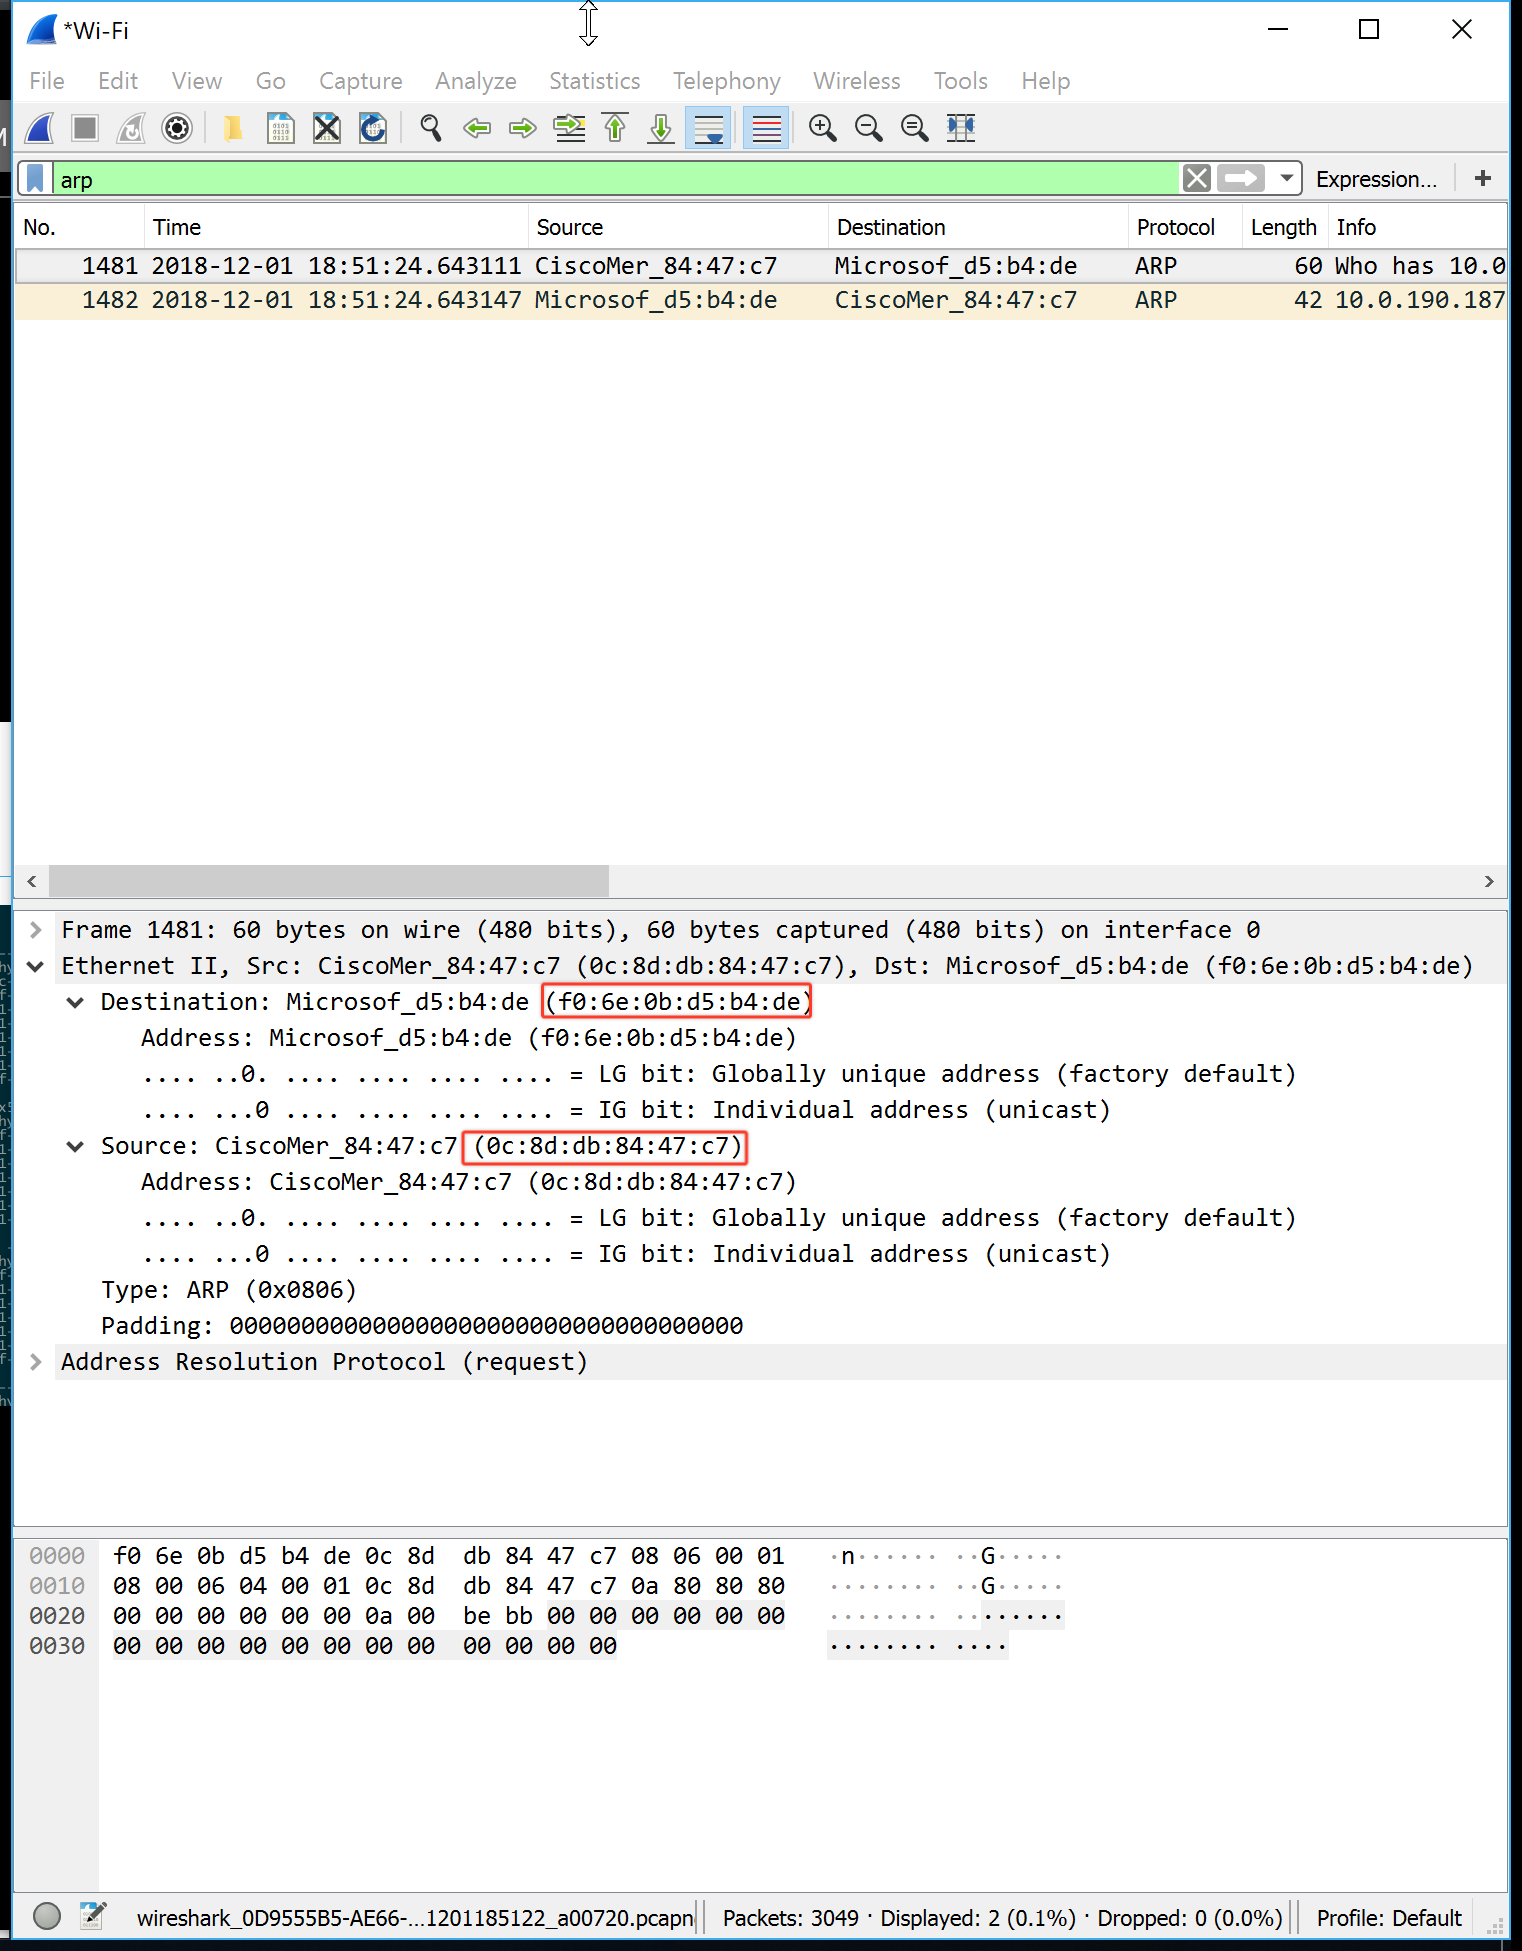 *Wi-Fi
File Edit View Go Capture Analyze Statistics Telephony Wireless Tools Help
arp
Expression...
No. Time Source Destination Protocol Length Info
1481 2018-12-01 18:51:24.643111 CiscoMer_84:47:c7 Microsof_d5:b4:de ARP 60 Who has 10.0
1482 2018-12-01 18:51:24.643147 Microsof_d5:b4:de CiscoMer_84:47:c7 ARP 42 10.0.190.187
Frame 1481: 60 bytes on wire (480 bits), 60 bytes captured (480 bits) on interface 0
Ethernet II, Src: CiscoMer_84:47:c7 (0c:8d:db:84:47:c7), Dst: Microsof_d5:b4:de (f0:6e:0b:d5:b4:de)
Destination: Microsof_d5:b4:de (f0:6e:0b:d5:b4:de)
Address: Microsof_d5:b4:de (f0:6e:0b:d5:b4:de)
.... ..0. .... .... .... .... = LG bit: Globally unique address (factory default)
.... ...0 .... .... .... .... = IG bit: Individual address (unicast)
Source: CiscoMer_84:47:c7 (0c:8d:db:84:47:c7)
Address: CiscoMer_84:47:c7 (0c:8d:db:84:47:c7)
.... ..0. .... .... .... .... = LG bit: Globally unique address (factory default)
.... ...0 .... .... .... .... = IG bit: Individual address (unicast)
Type: ARP (0x0806)
Padding: 000000000000000000000000000000000000
Address Resolution Protocol (request)
0000 f0 6e 0b d5 b4 de 0c 8d db 84 47 c7 08 06 00 01 ·n······ ··G·····
0010 08 00 06 04 00 01 0c 8d db 84 47 c7 0a 80 80 80 ········ ··G·····
0020 00 00 00 00 00 00 0a 00 be bb 00 00 00 00 00 00 ········ ········
0030 00 00 00 00 00 00 00 00 00 00 00 00 ········ ····
wireshark_0D9555B5-AE66-...1201185122_a00720.pcapn Packets: 3049 · Displayed: 2 (0.1%) · Dropped: 0 (0.0%) Profile: Default